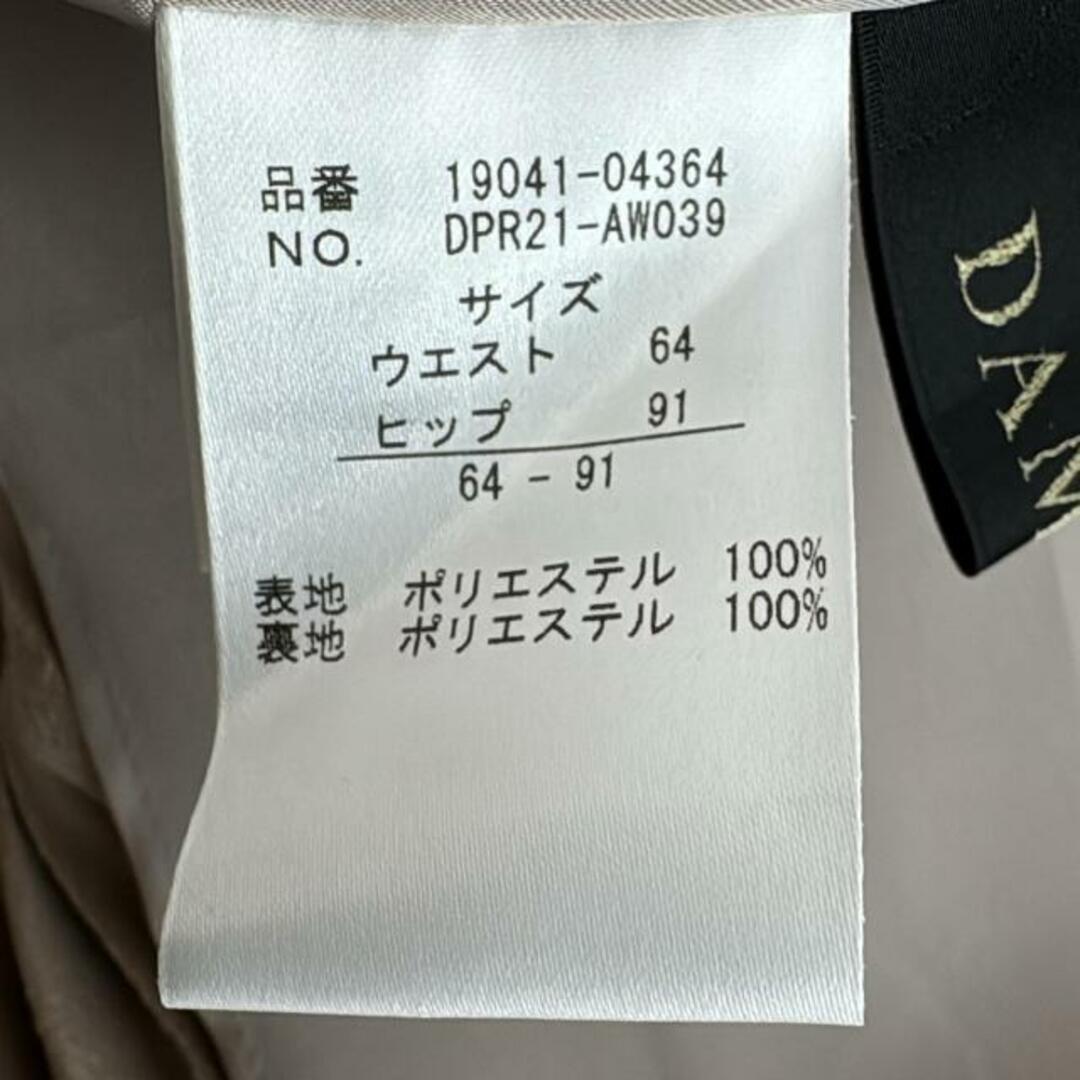 品番 19041-04364
NO. DPR21-AW039
サイズ
ウエスト 64
ヒップ 91
64 - 91
表地 ポリエステル 100%
裏地 ポリエステル 100%
DAN